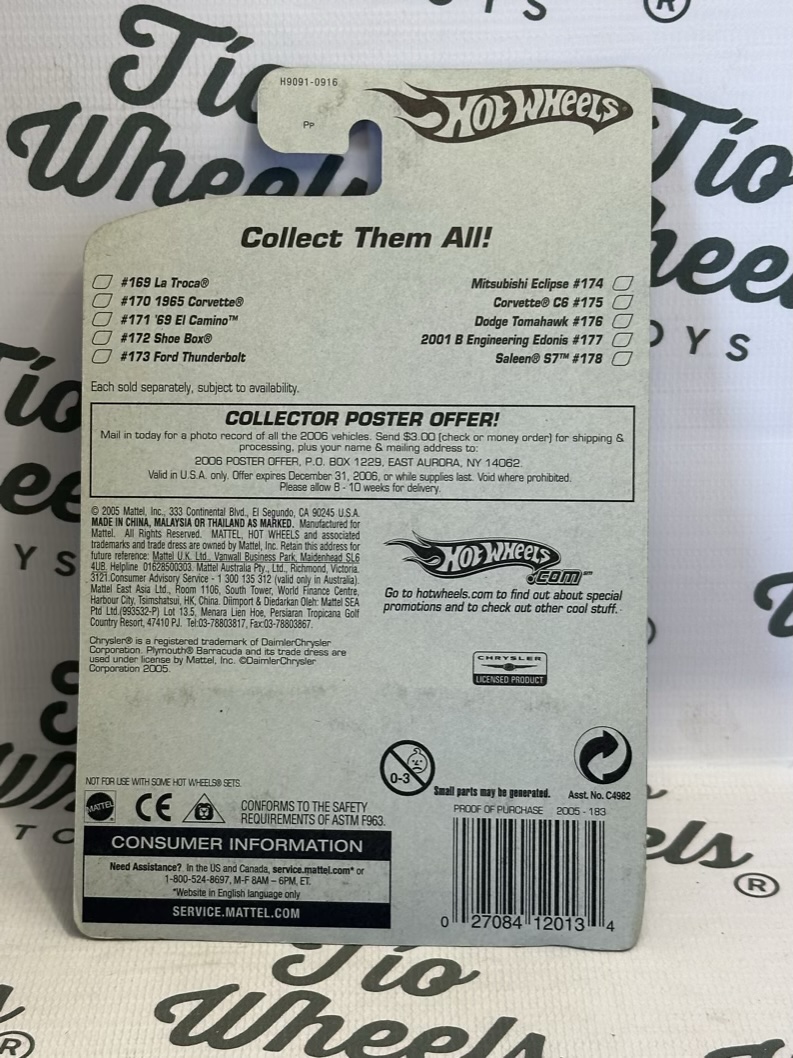 H9091-0916
PP
HOT WHEELS
Collect Them All!
#169 La Troca®
#170 1965 Corvette®
#171 '69 El Camino™
#172 Shoe Box®
#173 Ford Thunderbolt
Mitsubishi Eclipse #174
Corvette® C6 #175
Dodge Tomahawk #176
2001 B Engineering Edonis #177
Saleen® S7™ #178
Each sold separately, subject to availability.
COLLECTOR POSTER OFFER!
Mail in today for a photo record of all the 2006 vehicles. Send $3.00 (check or money order) for shipping &
processing, plus your name & mailing address to:
2006 POSTER OFFER, P.O. BOX 1229, EAST AURORA, NY 14062.
Valid in U.S.A. only. Offer expires December 31, 2006, or while supplies last. Void where prohibited.
Please allow 8 - 10 weeks for delivery.
© 2005 Mattel, Inc., 333 Continental Blvd., El Segundo, CA 90245 U.S.A.
MADE IN CHINA, MALAYSIA OR THAILAND AS MARKED. Manufactured for
Mattel. All Rights Reserved. MATTEL, HOT WHEELS and associated
trademarks and trade dress are owned by Mattel, Inc. Retain this address for
future reference: Mattel U.K. Ltd., Vanwall Business Park, Maidenhead SL6
4UB. Helpline 01628500303. Mattel Australia Pty., Ltd., Richmond, Victoria.
3121.Consumer Advisory Service - 1 300 135 312 (valid only in Australia).
Mattel East Asia Ltd., Room 1106, South Tower, World Finance Centre,
Harbour City, Tsimshatsui, HK, China. Diimport & Diedarkan Oleh: Mattel SEA
Ptd Ltd.(993532-P) Lot 13.5, Menara Lien Hoe, Persiaran Tropicana Golf
Country Resort, 47410 PJ. Tel:03-78803817, Fax:03-78803867.
Chrysler® is a registered trademark of DaimlerChrysler
Corporation. Plymouth® Barracuda and its trade dress are
used under license by Mattel, Inc. ©DaimlerChrysler
Corporation 2005.
HOT WHEELS
.COM℠
Go to hotwheels.com to find out about special
promotions and to check out other cool stuff.
CHRYSLER
LICENSED PRODUCT
0-3
Small parts may be generated.
Asst. No. C4982
NOT FOR USE WITH SOME HOT WHEELS® SETS.
MATTEL
CE
CONFORMS TO THE SAFETY
REQUIREMENTS OF ASTM F963.
PROOF OF PURCHASE 2005 - 183
CONSUMER INFORMATION
Need Assistance? In the US and Canada, service.mattel.com* or
1-800-524-8697, M-F 8AM – 6PM, ET.
*Website in English language only
SERVICE.MATTEL.COM
0 27084 12013 4
Tío
Wheels